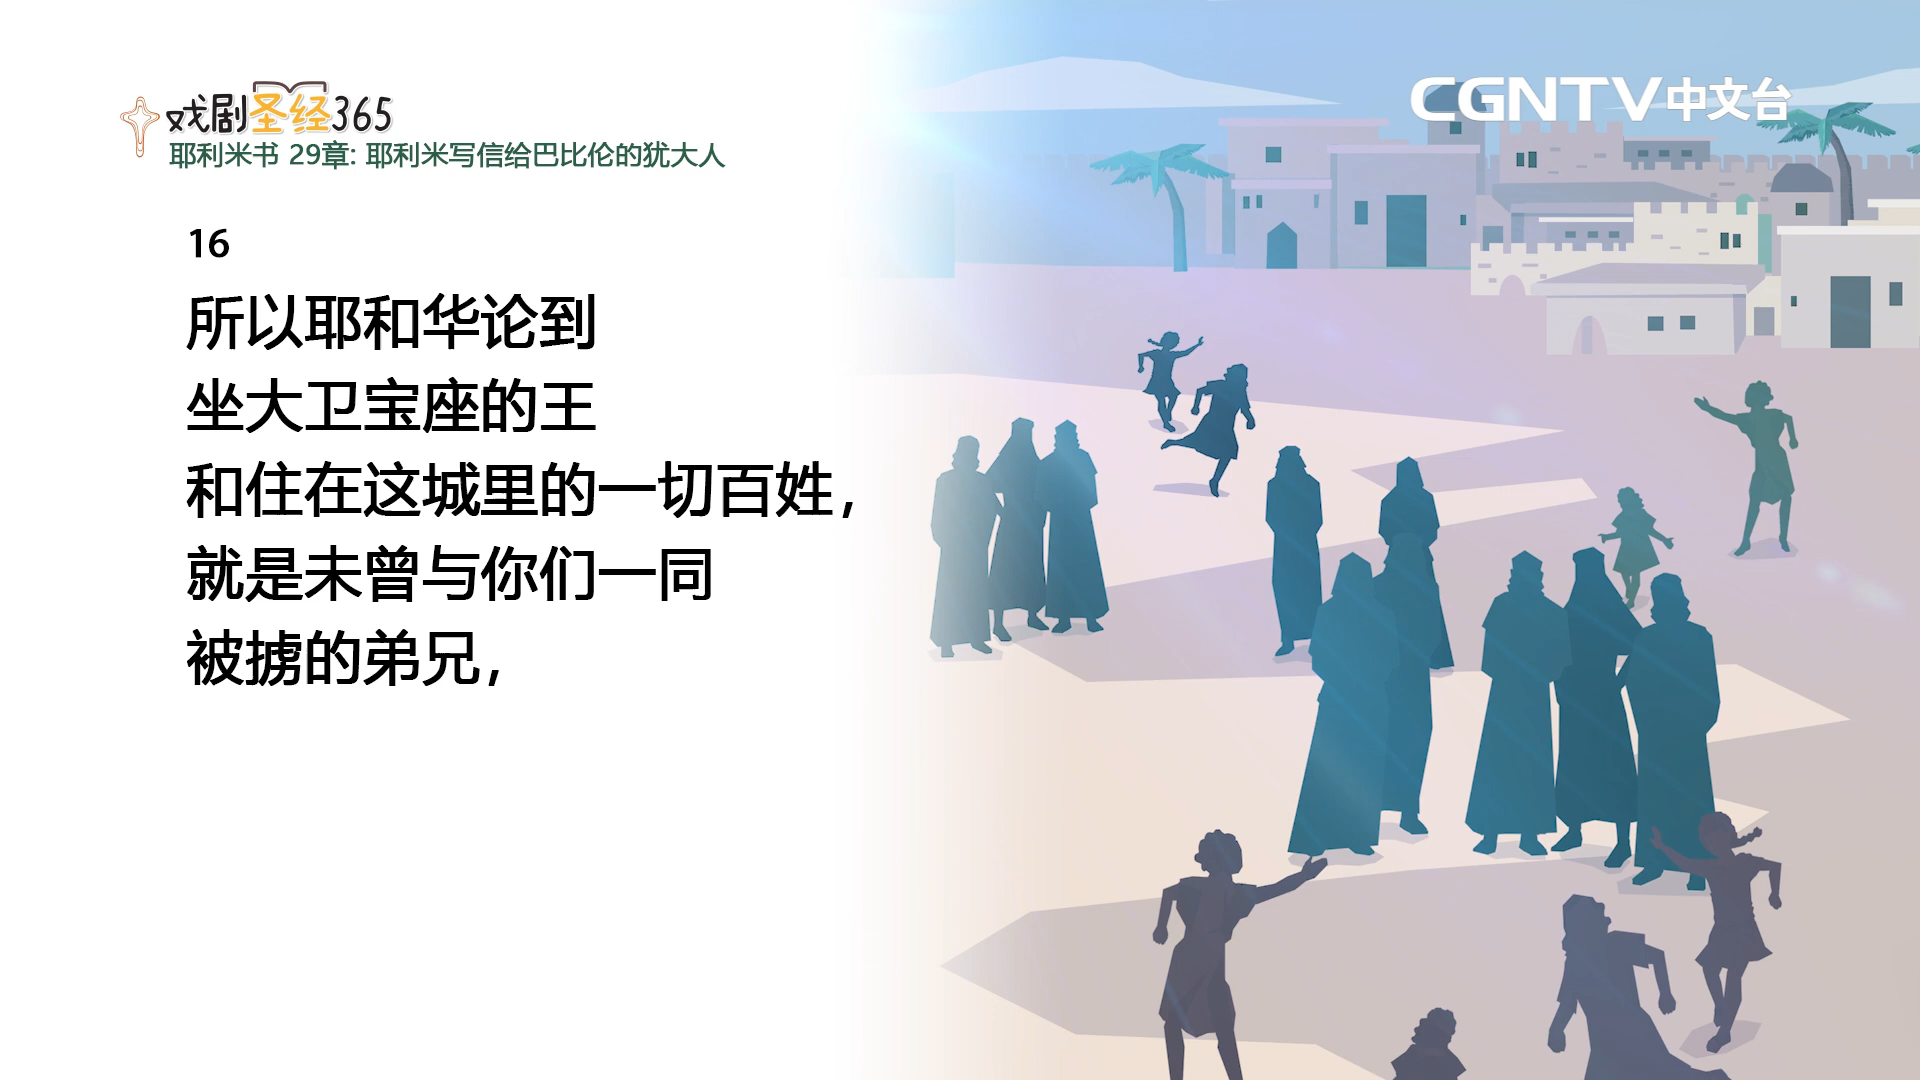 戏剧圣经365
CGNTV中文台
耶利米书 29章: 耶利米写信给巴比伦的犹大人
16
所以耶和华论到
坐大卫宝座的王
和住在这城里的一切百姓，
就是未曾与你们一同
被掳的弟兄，